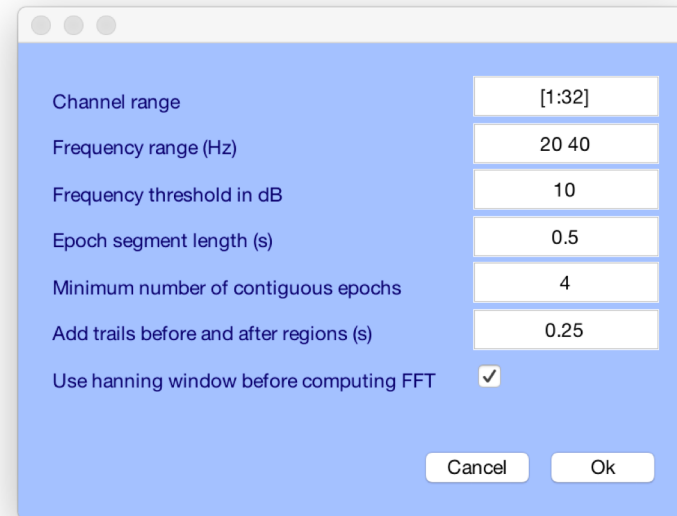 Channel range [1:32]
Frequency range (Hz) 20 40
Frequency threshold in dB 10
Epoch segment length (s) 0.5
Minimum number of contiguous epochs 4
Add trails before and after regions (s) 0.25
Use hanning window before computing FFT
Cancel Ok